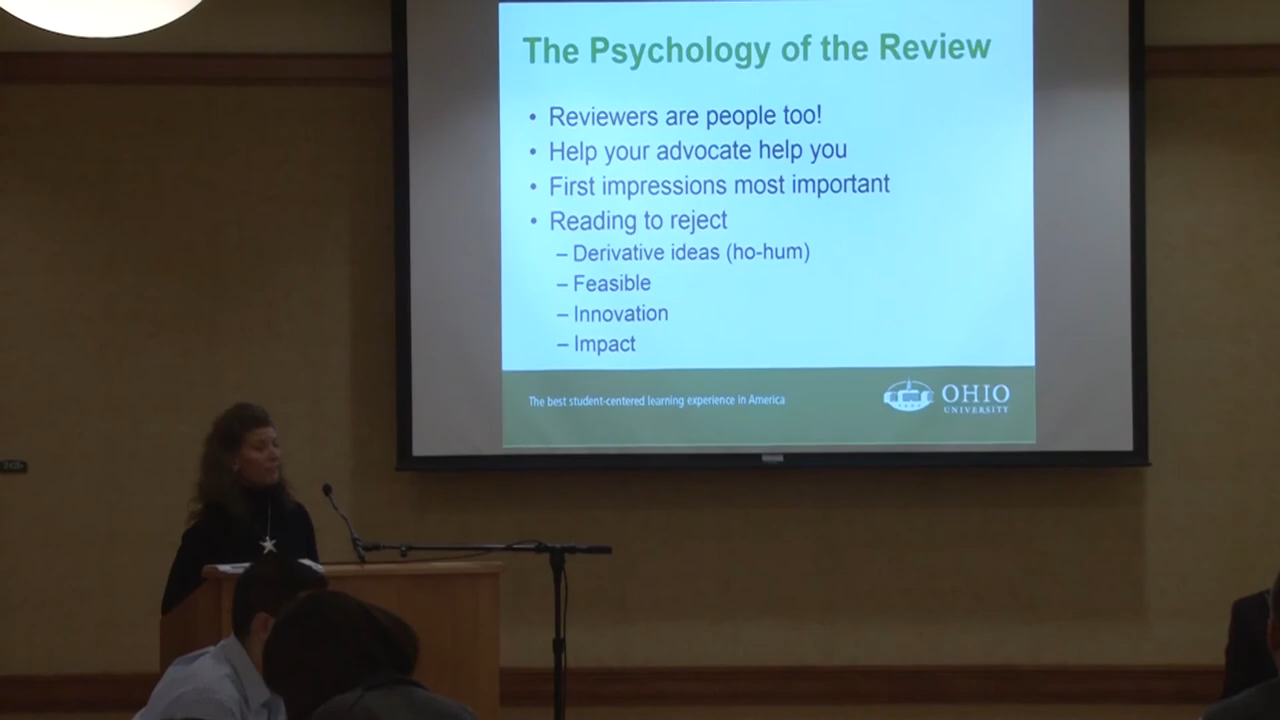 The Psychology of the Review
• Reviewers are people too!
• Help your advocate help you
• First impressions most important
• Reading to reject
– Derivative ideas (ho-hum)
– Feasible
– Innovation
– Impact
The best student-centered learning experience in America
OHIO
UNIVERSITY